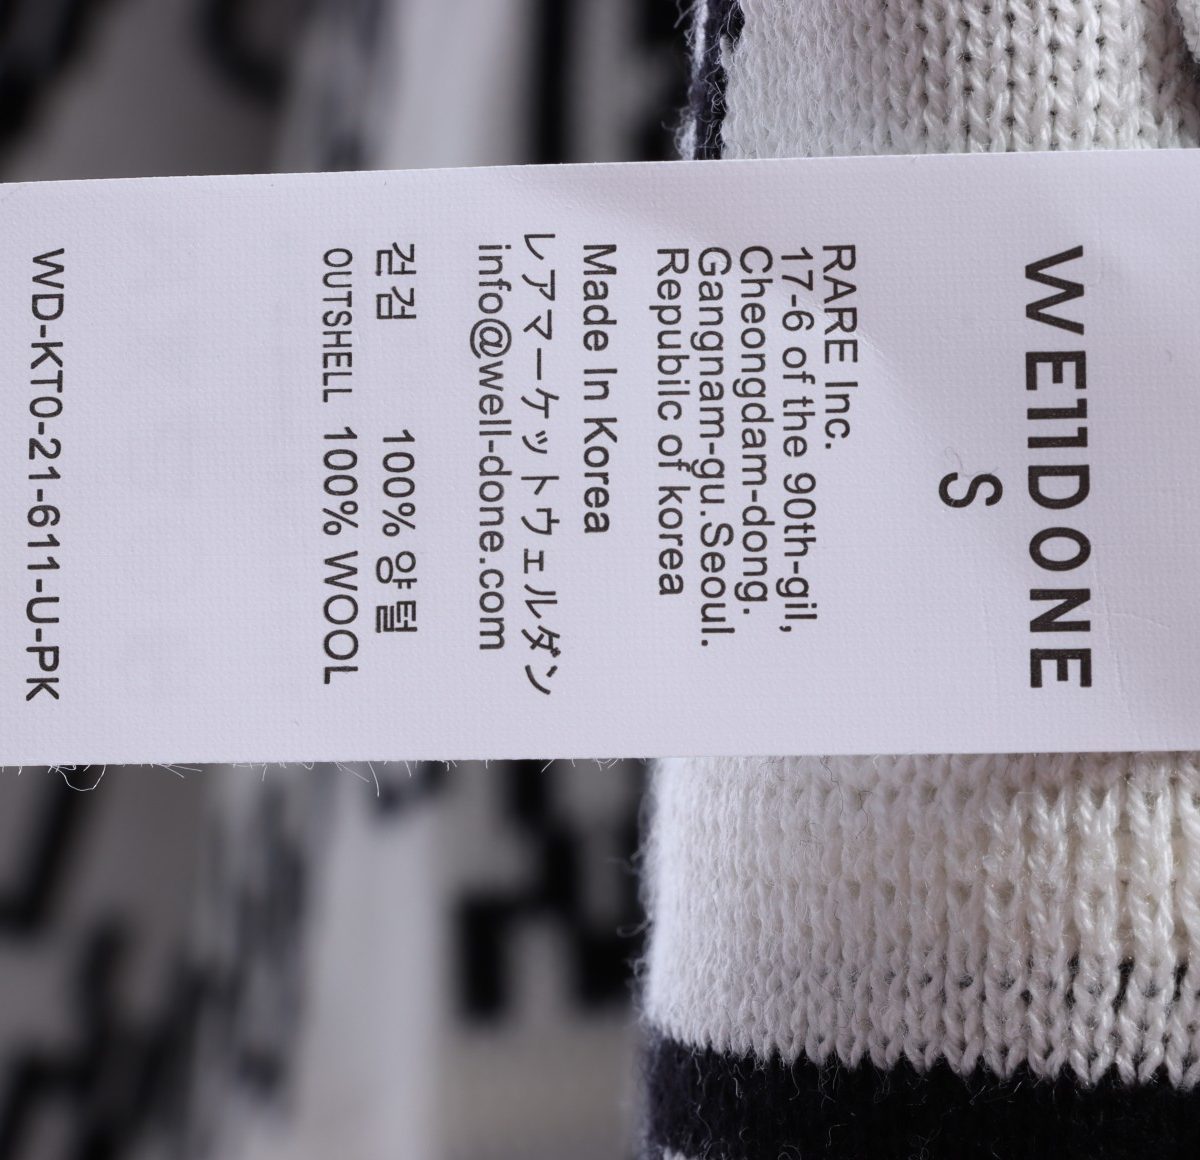 WE11DONE
S
RARE Inc.
17-6 of the 90th-gil,
Cheongdam-dong.
Gangnam-gu.Seoul.
Republic of korea
Made In Korea
レアマーケットウェルダン
info@well-done.com
겉감 100% 양털
OUTSHELL 100% WOOL
WD-KT0-21-611-U-PK